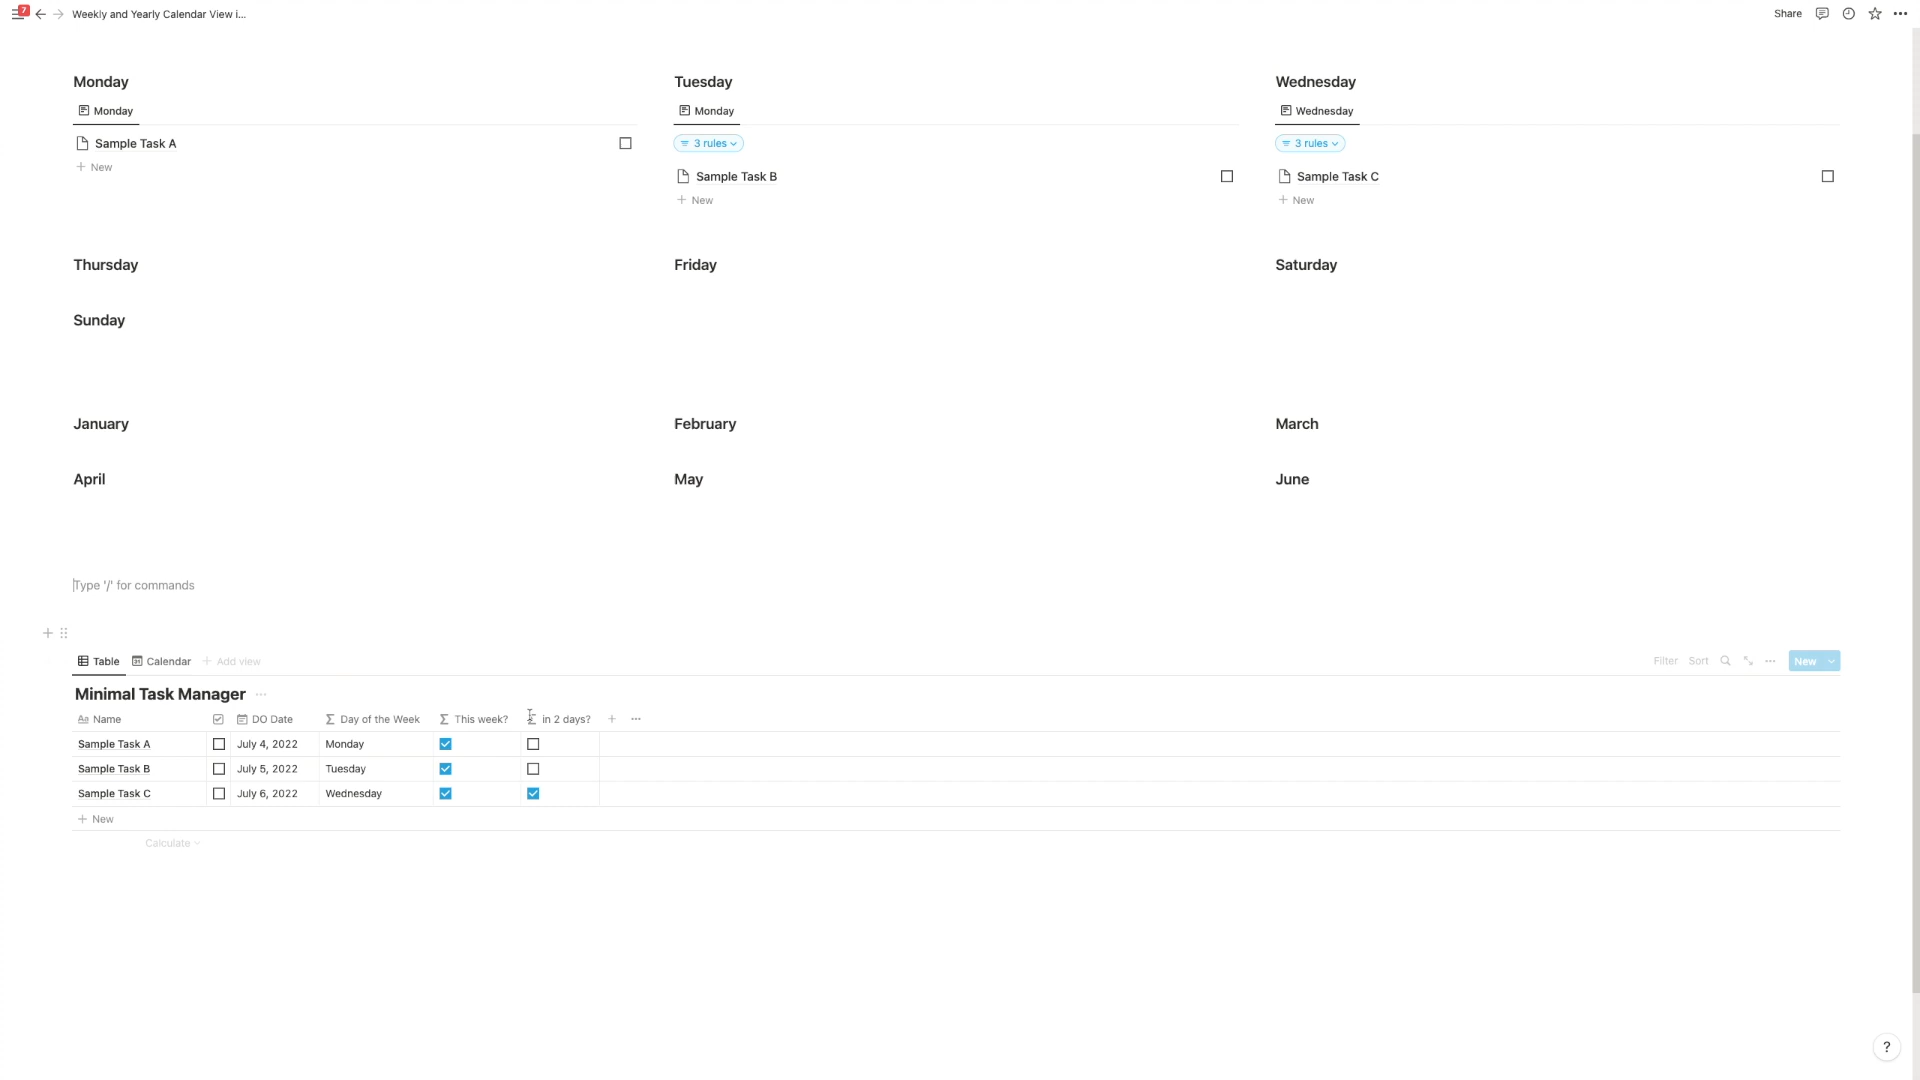 7
Weekly and Yearly Calendar View i...
Share
Monday
Tuesday
Wednesday
Monday
Monday
Wednesday
Sample Task A
3 rules
3 rules
New
Sample Task B
Sample Task C
New
New
Thursday
Friday
Saturday
Sunday
January
February
March
April
May
June
Type '/' for commands
Table
Calendar
Add view
Filter
Sort
New
Minimal Task Manager
Aa Name
DO Date
Σ Day of the Week
Σ This week?
Σ in 2 days?
Sample Task A
July 4, 2022
Monday
Sample Task B
July 5, 2022
Tuesday
Sample Task C
July 6, 2022
Wednesday
New
Calculate
?